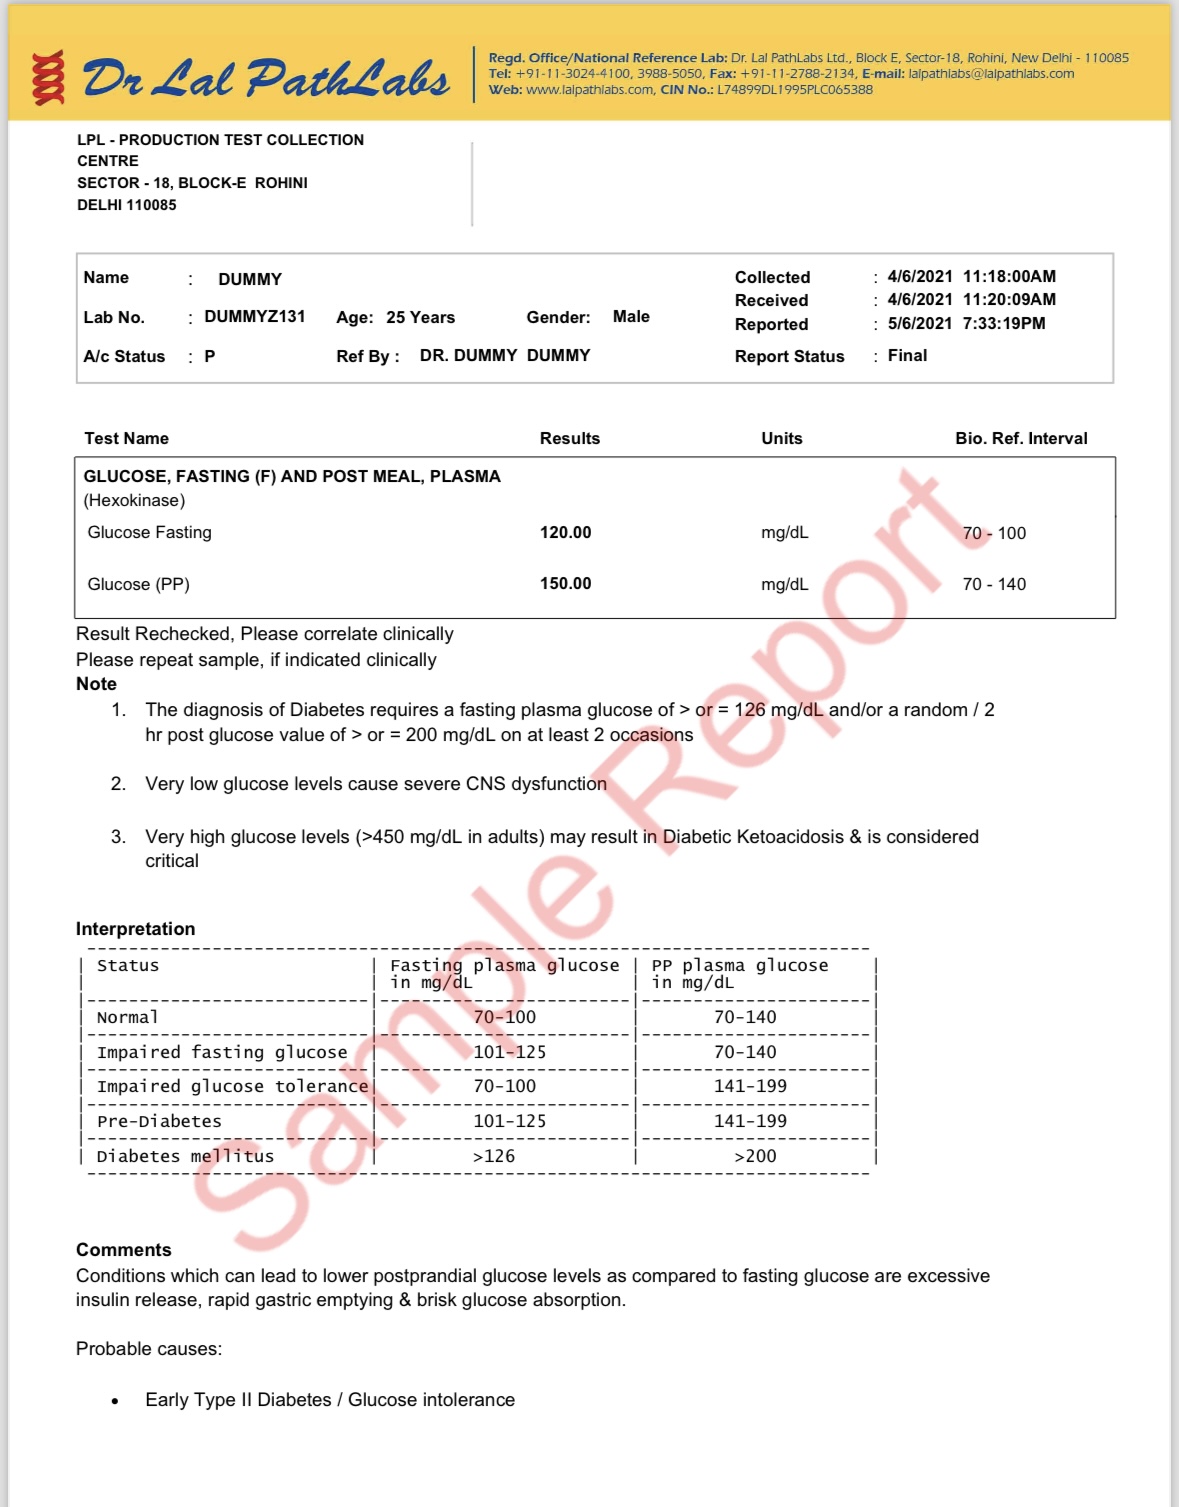 Dr Lal PathLabs
Regd. Office/National Reference Lab: Dr. Lal PathLabs Ltd., Block E, Sector-18, Rohini, New Delhi - 110085
Tel: +91-11-3024-4100, 3988-5050, Fax: +91-11-2788-2134, E-mail: lalpathlabs@lalpathlabs.com
Web: www.lalpathlabs.com, CIN No.: L74899DL1995PLC065388
LPL - PRODUCTION TEST COLLECTION
CENTRE
SECTOR - 18, BLOCK-E ROHINI
DELHI 110085
Name : DUMMY Collected : 4/6/2021 11:18:00AM
Received : 4/6/2021 11:20:09AM
Lab No. : DUMMYZ131 Age: 25 Years Gender: Male Reported : 5/6/2021 7:33:19PM
A/c Status : P Ref By : DR. DUMMY DUMMY Report Status : Final
Test Name Results Units Bio. Ref. Interval
GLUCOSE, FASTING (F) AND POST MEAL, PLASMA
(Hexokinase)
Glucose Fasting 120.00 mg/dL 70 - 100
Glucose (PP) 150.00 mg/dL 70 - 140
Result Rechecked, Please correlate clinically
Please repeat sample, if indicated clinically
Note
1. The diagnosis of Diabetes requires a fasting plasma glucose of > or = 126 mg/dL and/or a random / 2
hr post glucose value of > or = 200 mg/dL on at least 2 occasions
2. Very low glucose levels cause severe CNS dysfunction
3. Very high glucose levels (>450 mg/dL in adults) may result in Diabetic Ketoacidosis & is considered
critical
Interpretation
Status | Fasting plasma glucose | PP plasma glucose
in mg/dL | in mg/dL
Normal | 70-100 | 70-140
Impaired fasting glucose | 101-125 | 70-140
Impaired glucose tolerance | 70-100 | 141-199
Pre-Diabetes | 101-125 | 141-199
Diabetes mellitus | >126 | >200
Comments
Conditions which can lead to lower postprandial glucose levels as compared to fasting glucose are excessive
insulin release, rapid gastric emptying & brisk glucose absorption.
Probable causes:
• Early Type II Diabetes / Glucose intolerance
Sample Report